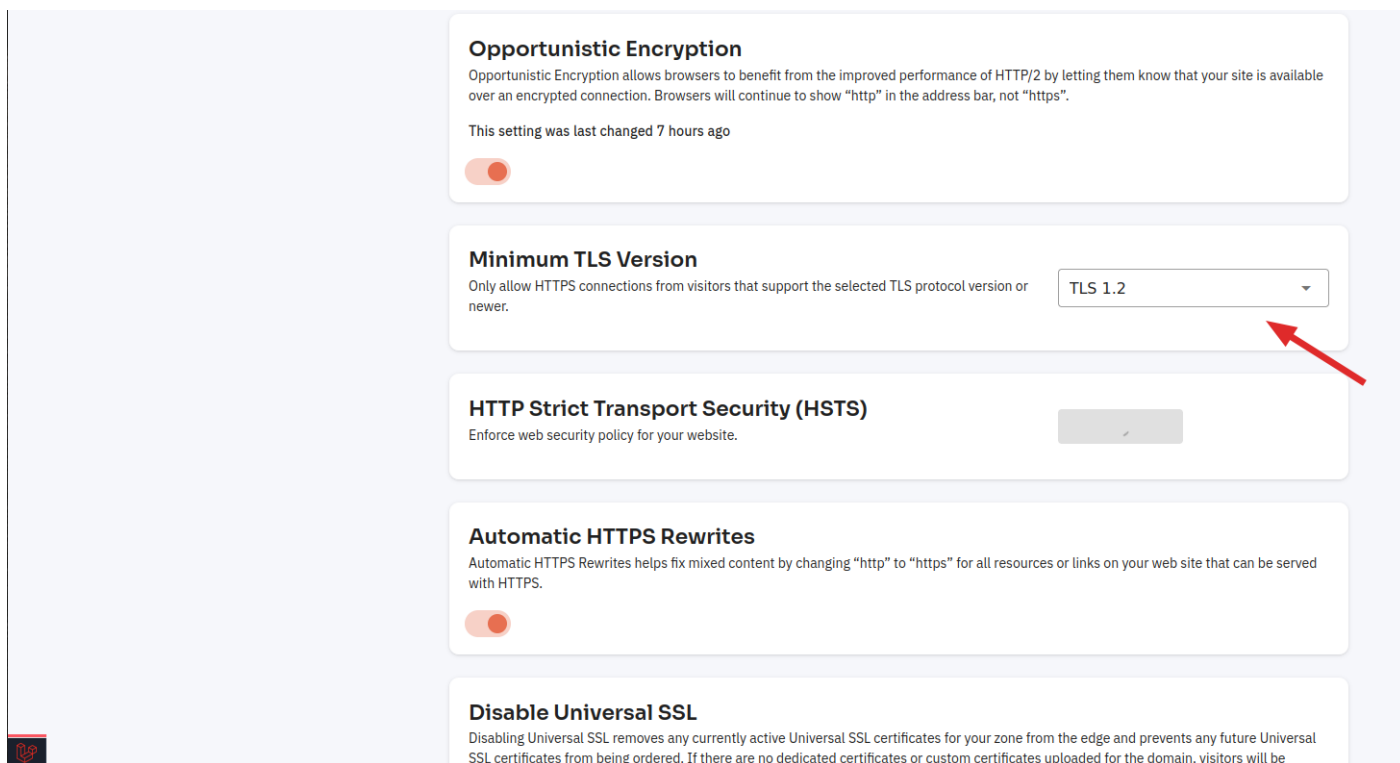 Opportunistic Encryption
Opportunistic Encryption allows browsers to benefit from the improved performance of HTTP/2 by letting them know that your site is available
over an encrypted connection. Browsers will continue to show “http” in the address bar, not “https”.
This setting was last changed 7 hours ago
Minimum TLS Version
Only allow HTTPS connections from visitors that support the selected TLS protocol version or
newer.
TLS 1.2
HTTP Strict Transport Security (HSTS)
Enforce web security policy for your website.
Automatic HTTPS Rewrites
Automatic HTTPS Rewrites helps fix mixed content by changing “http” to “https” for all resources or links on your web site that can be served
with HTTPS.
Disable Universal SSL
Disabling Universal SSL removes any currently active Universal SSL certificates for your zone from the edge and prevents any future Universal
SSL certificates from being ordered. If there are no dedicated certificates or custom certificates uploaded for the domain, visitors will be